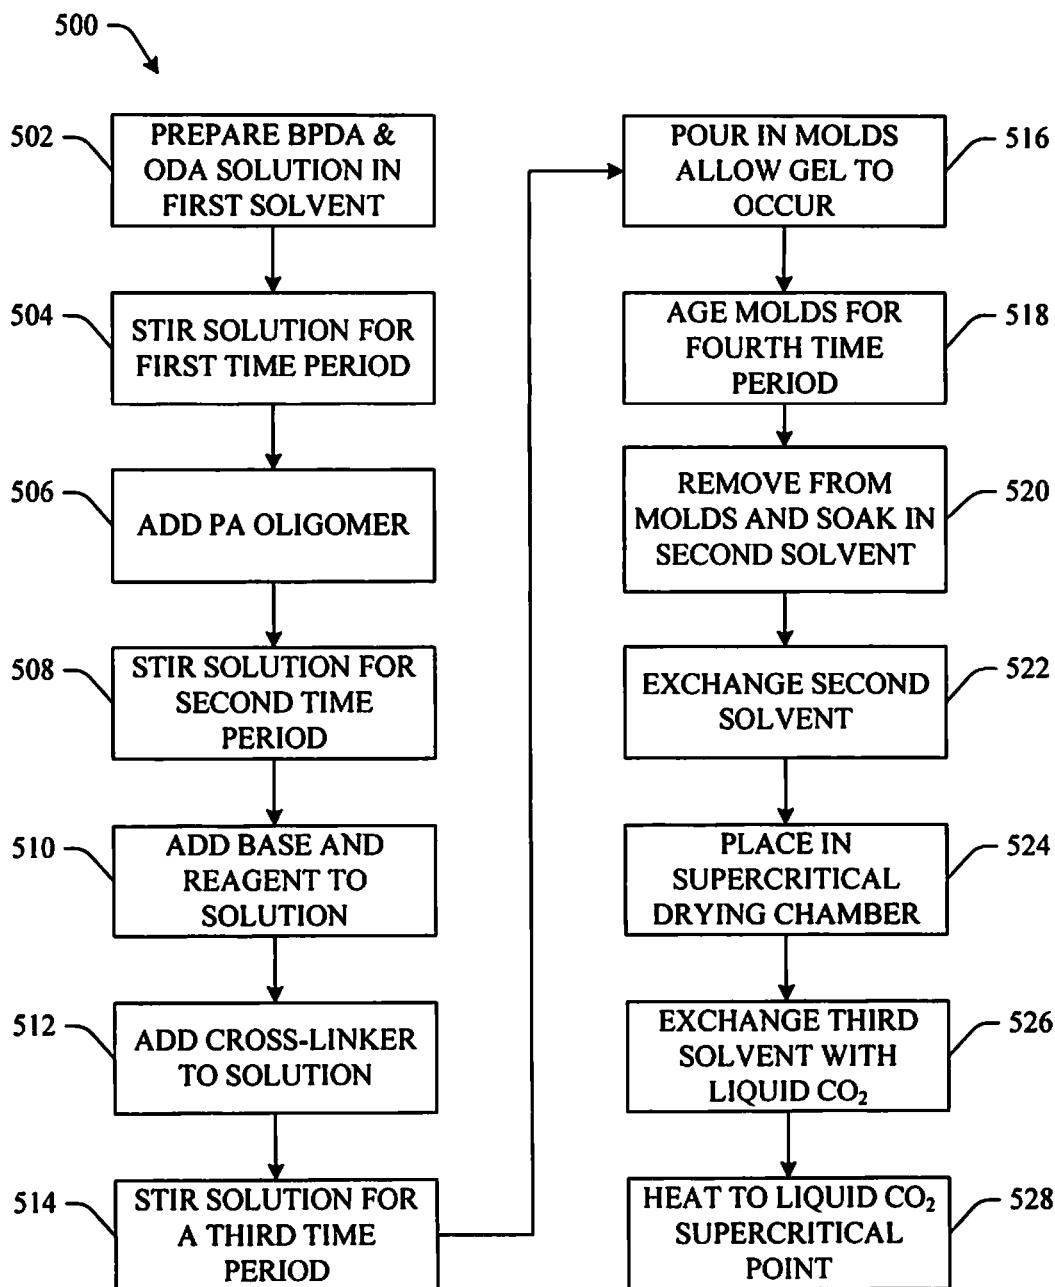 500
502
PREPARE BPDA &
ODA SOLUTION IN
FIRST SOLVENT
504
STIR SOLUTION FOR
FIRST TIME PERIOD
506
ADD PA OLIGOMER
508
STIR SOLUTION FOR
SECOND TIME
PERIOD
510
ADD BASE AND
REAGENT TO
SOLUTION
512
ADD CROSS-LINKER
TO SOLUTION
514
STIR SOLUTION FOR
A THIRD TIME
PERIOD
POUR IN MOLDS
ALLOW GEL TO
OCCUR
516
AGE MOLDS FOR
FOURTH TIME
PERIOD
518
REMOVE FROM
MOLDS AND SOAK IN
SECOND SOLVENT
520
EXCHANGE SECOND
SOLVENT
522
PLACE IN
SUPERCRITICAL
DRYING CHAMBER
524
EXCHANGE THIRD
SOLVENT WITH
LIQUID CO₂
526
HEAT TO LIQUID CO₂
SUPERCRITICAL
POINT
528